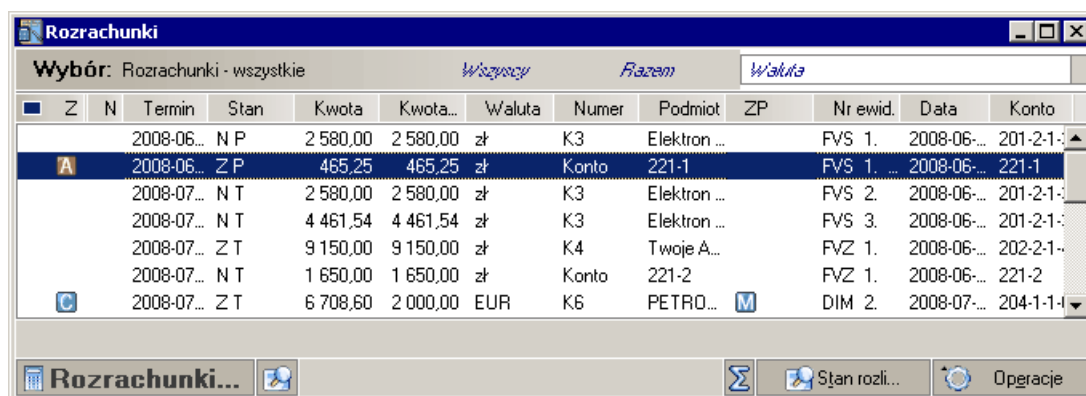 Rozrachunki
Wybór: Rozrachunki - wszystkie Wszyscy Razem Waluta
Z N Termin Stan Kwota Kwota... Waluta Numer Podmiot ZP Nr ewid. Data Konto
2008-06... N P 2 580,00 2 580,00 zł K3 Elektron ... FVS 1. 2008-06-... 201-2-1-
A 2008-06... Z P 465,25 465,25 zł Konto 221-1 FVS 1. ... 2008-06-... 221-1
2008-07... N T 2 580,00 2 580,00 zł K3 Elektron ... FVS 2. 2008-06-... 201-2-1-
2008-07... N T 4 461,54 4 461,54 zł K3 Elektron ... FVS 3. 2008-06-... 201-2-1-
2008-07... Z T 9 150,00 9 150,00 zł K4 Twoje A... FVZ 1. 2008-06-... 202-2-1-
2008-07... N T 1 650,00 1 650,00 zł Konto 221-2 FVZ 1. 2008-06-... 221-2
C 2008-07... Z T 6 708,60 2 000,00 EUR K6 PETRO... M DIM 2. 2008-07-... 204-1-1-
Rozrachunki... Σ Stan rozli... Operacje